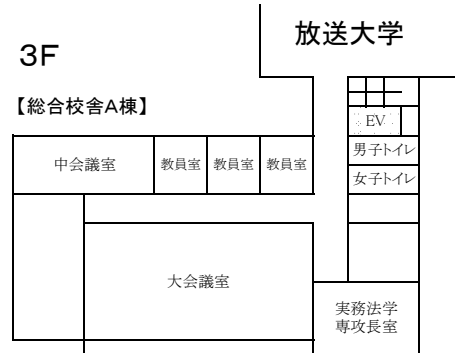 放送大学
3F
【総合校舎A棟】
EV
男子トイレ
中会議室 教員室 教員室 教員室 女子トイレ
大会議室
実務法学
専攻長室